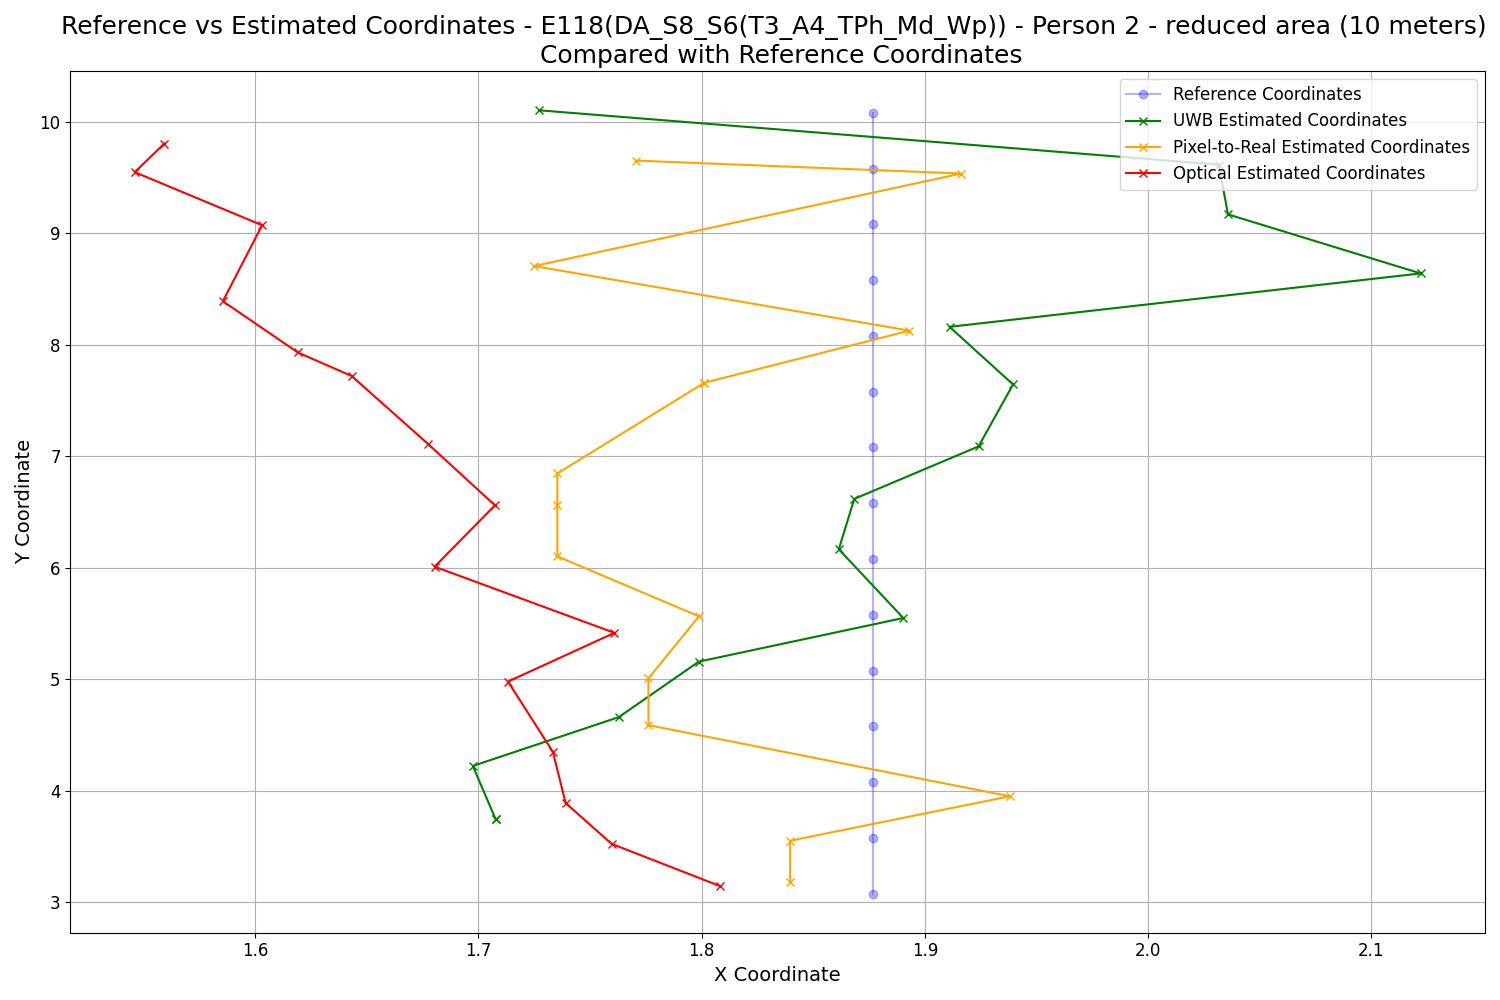 Reference vs Estimated Coordinates - E118(DA_S8_S6(T3_A4_TPh_Md_Wp)) - Person 2 - reduced area (10 meters)
Compared with Reference Coordinates
Reference Coordinates
UWB Estimated Coordinates
Pixel-to-Real Estimated Coordinates
Optical Estimated Coordinates
Y Coordinate
10
9
8
7
6
5
4
3
1.6
1.7
1.8
1.9
2.0
2.1
X Coordinate